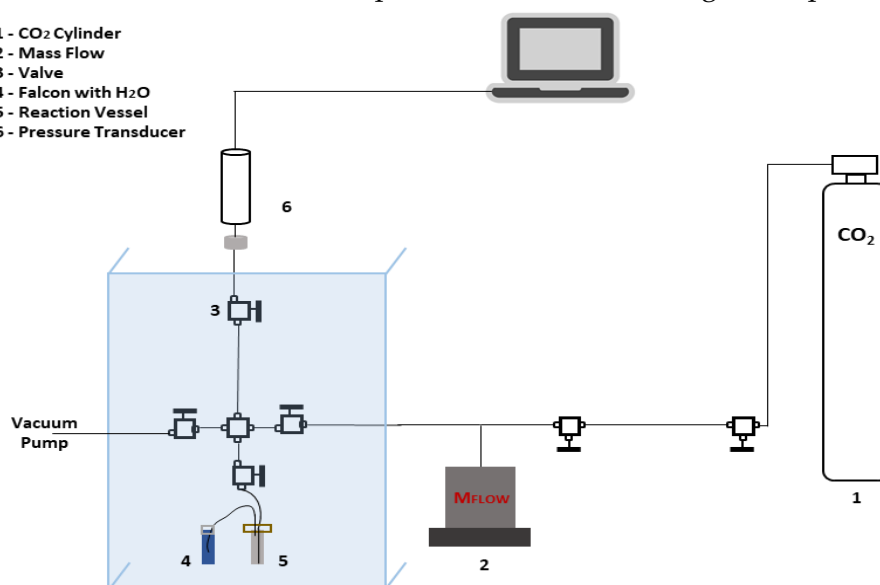 1 - CO2 Cylinder
2 - Mass Flow
3 - Valve
4 - Falcon with H2O
5 - Reaction Vessel
6 - Pressure Transducer
6
CO2
3
Vacuum
Pump
MFLOW
4
5
2
1